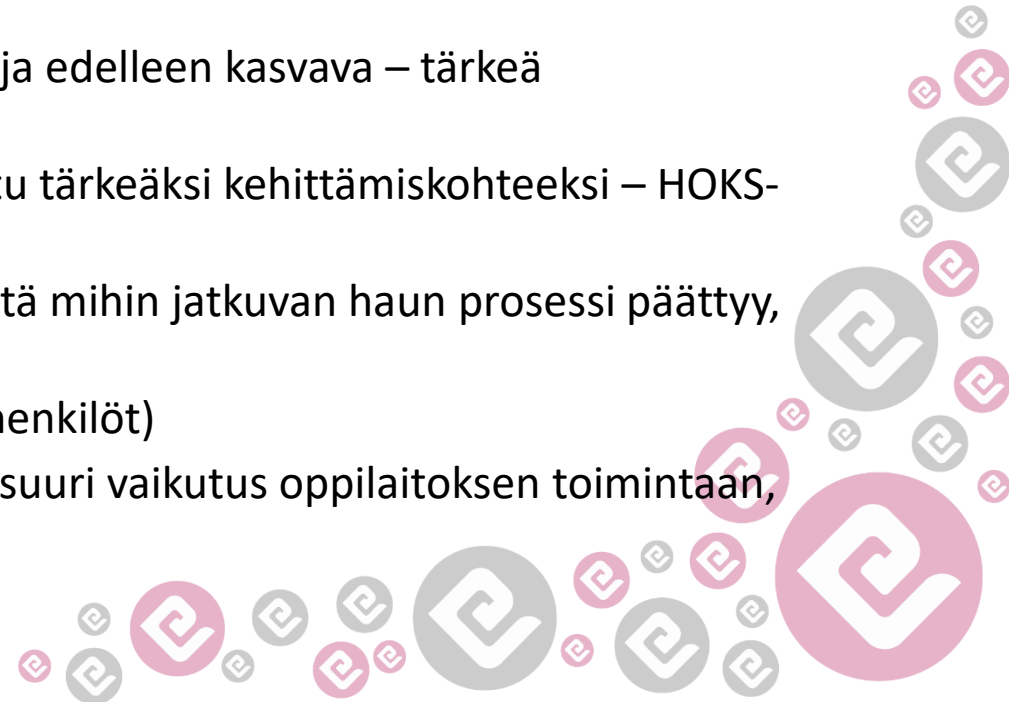 ja edelleen kasvava – tärkeä
tu tärkeäksi kehittämiskohteeksi – HOKS-
tä mihin jatkuvan haun prosessi päättyy,
henkilöt)
suuri vaikutus oppilaitoksen toimintaan,